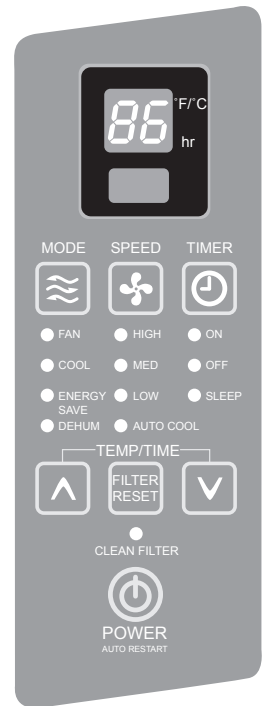 86
°F/°C
hr
MODE SPEED TIMER
FAN HIGH ON
COOL MED OFF
ENERGY SAVE LOW SLEEP
DEHUM AUTO COOL
TEMP/TIME
FILTER
RESET
CLEAN FILTER
POWER
AUTO RESTART